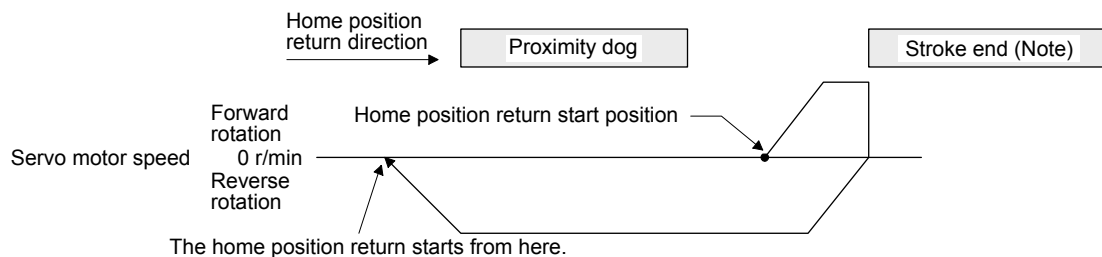 Home position
return direction
Proximity dog
Stroke end (Note)
Home position return start position
Forward
rotation
Servo motor speed 0 r/min
Reverse
rotation
The home position return starts from here.